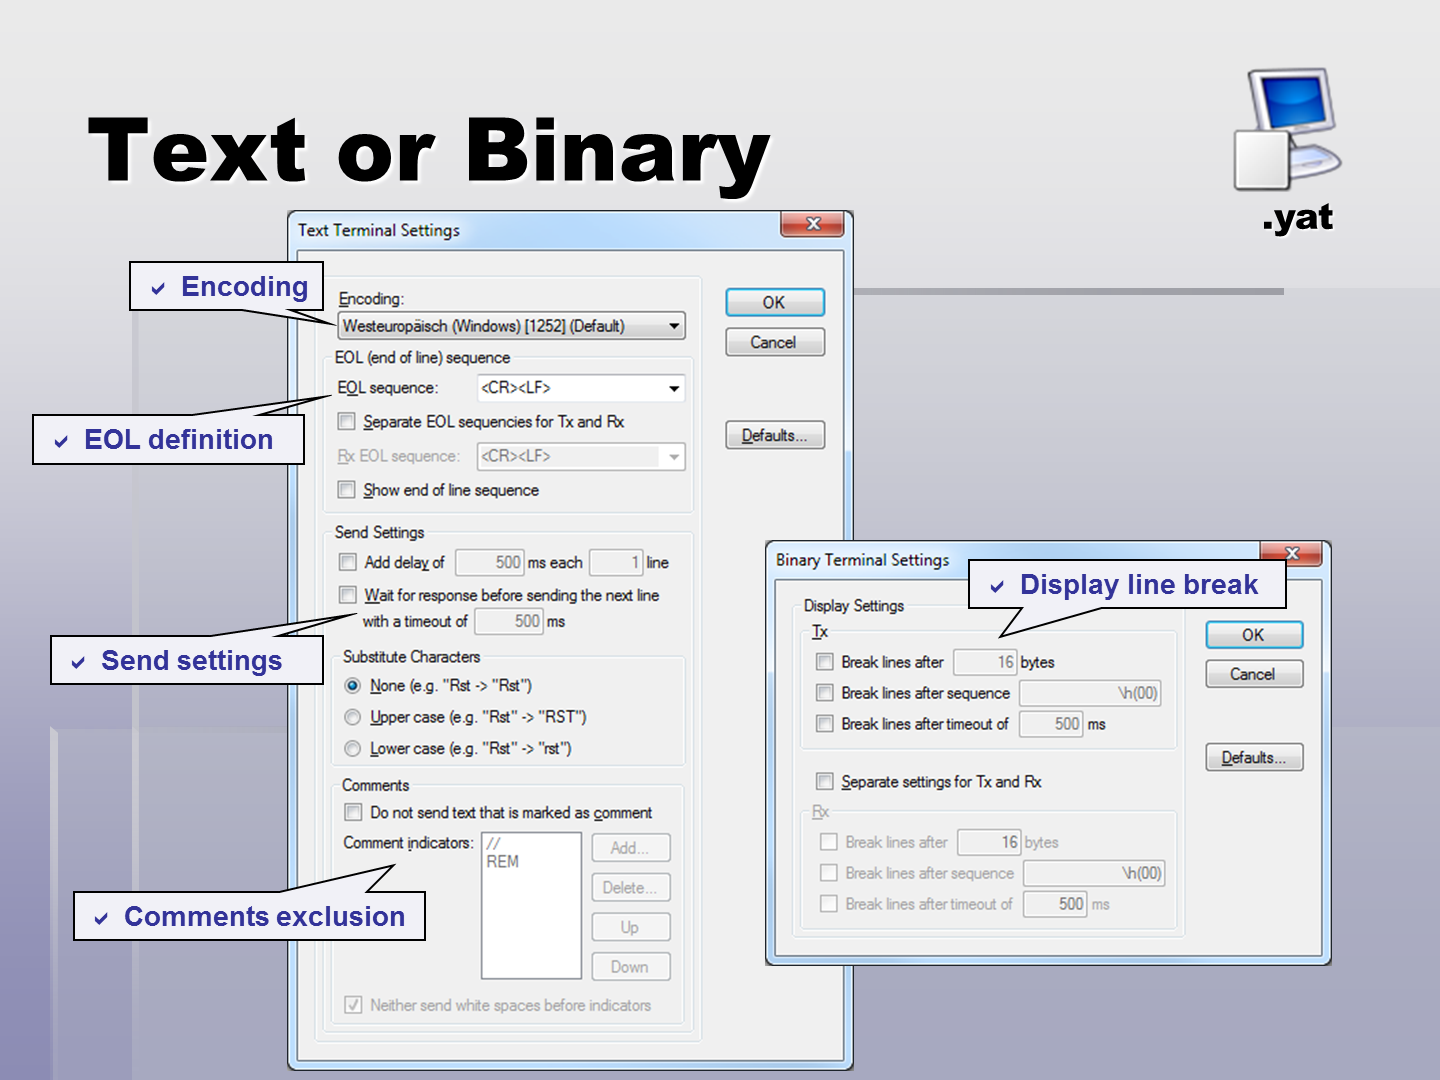 Text or Binary
.yat
Text Terminal Settings
Encoding
Encoding:
Westeuropäisch (Windows) [1252] (Default)
OK
Cancel
Defaults...
EOL (end of line) sequence
EOL sequence: <CR><LF>
EOL definition
Separate EOL sequencies for Tx and Rx
Rx EOL sequence: <CR><LF>
Show end of line sequence
Send Settings
Add delay of 500 ms each 1 line
Wait for response before sending the next line
with a timeout of 500 ms
Send settings
Substitute Characters
None (e.g. "Rst -> "Rst")
Upper case (e.g. "Rst" -> "RST")
Lower case (e.g. "Rst" -> "rst")
Comments
Do not send text that is marked as comment
Comment indicators:
//
REM
Add...
Delete...
Up
Down
Comments exclusion
Neither send white spaces before indicators
Binary Terminal Settings
Display line break
Display Settings
Tx
Break lines after 16 bytes
Break lines after sequence \h(00)
Break lines after timeout of 500 ms
OK
Cancel
Defaults...
Separate settings for Tx and Rx
Rx
Break lines after 16 bytes
Break lines after sequence \h(00)
Break lines after timeout of 500 ms